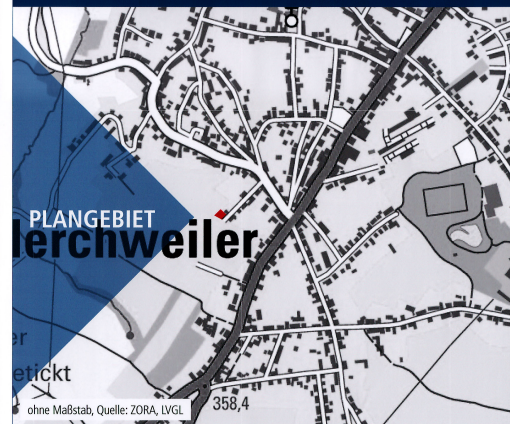 PLANGEBIET
lerchweiler
er
etickt
358,4
ohne Maßstab, Quelle: ZORA, LVGL